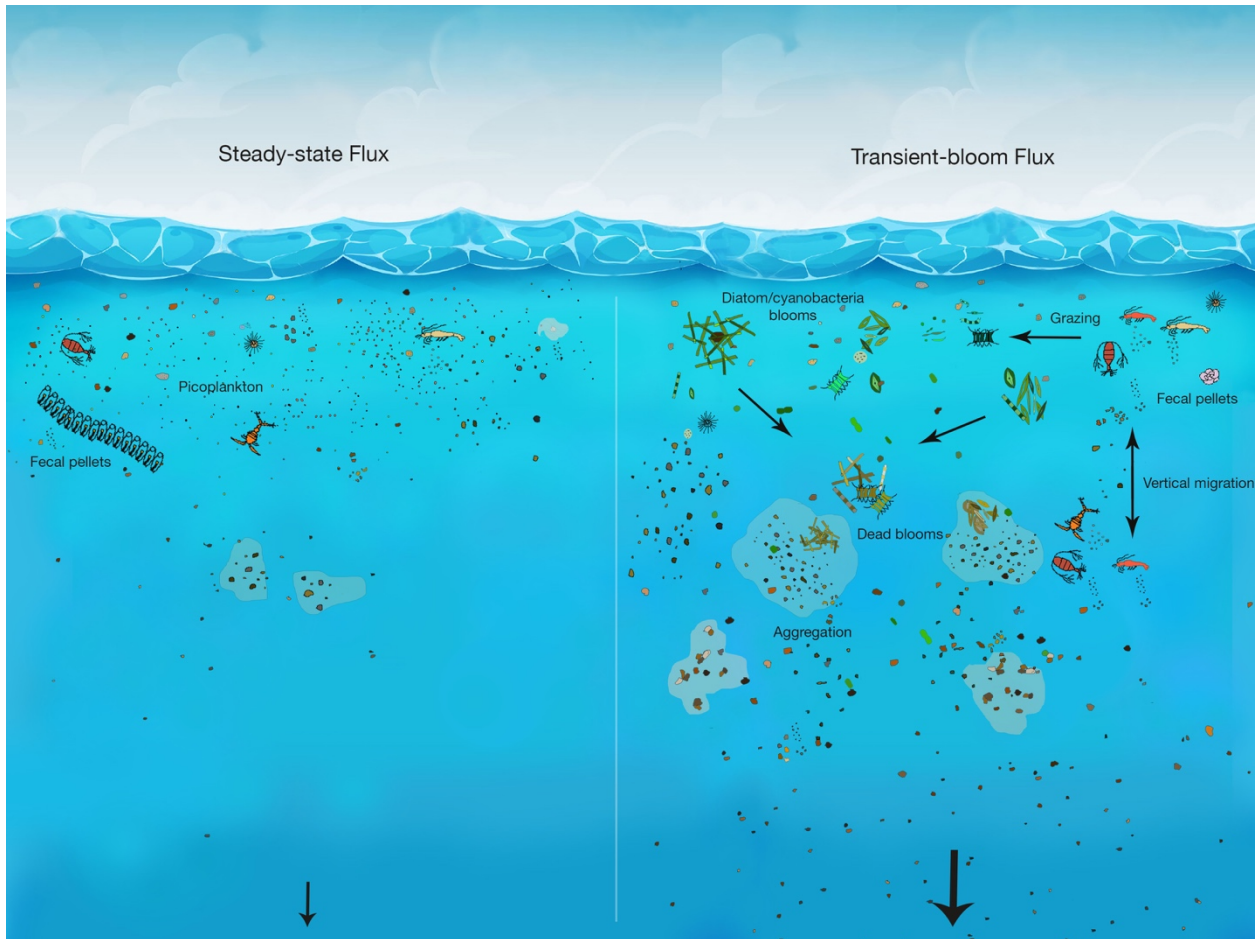 Steady-state Flux
Transient-bloom Flux
Picoplankton
Fecal pellets
Diatom/cyanobacteria
blooms
Grazing
Fecal pellets
Vertical migration
Dead blooms
Aggregation